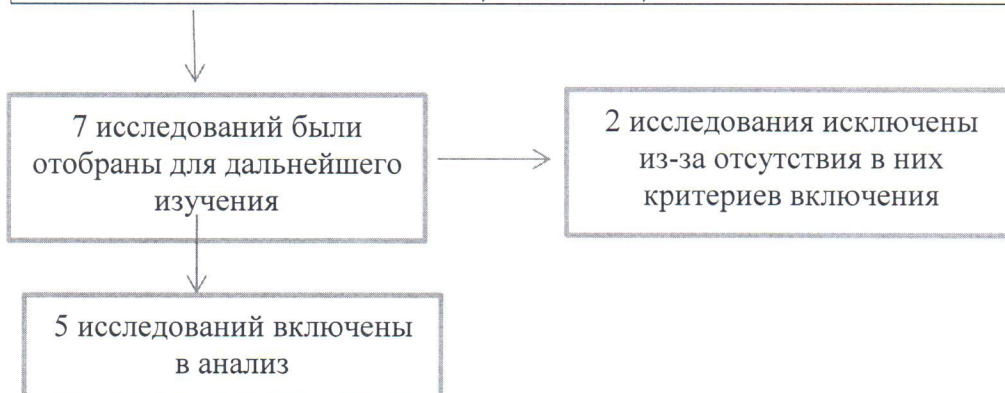 7 исследований были
отобраны для дальнейшего
изучения
2 исследования исключены
из-за отсутствия в них
критериев включения
5 исследований включены
в анализ